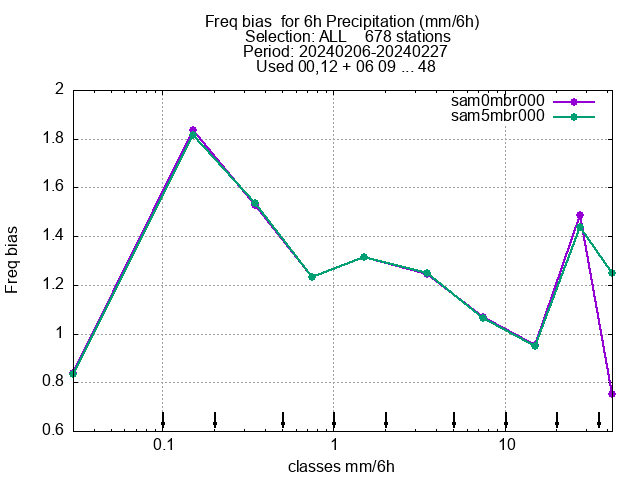 Freq bias  for 6h Precipitation (mm/6h)
Selection: ALL    678 stations
Period: 20240206-20240227
Used 00,12 + 06 09 ... 48
sam0mbr000
sam5mbr000
2
1.8
1.6
1.4
1.2
1
0.8
0.6
Freq bias
0.1
1
10
classes mm/6h